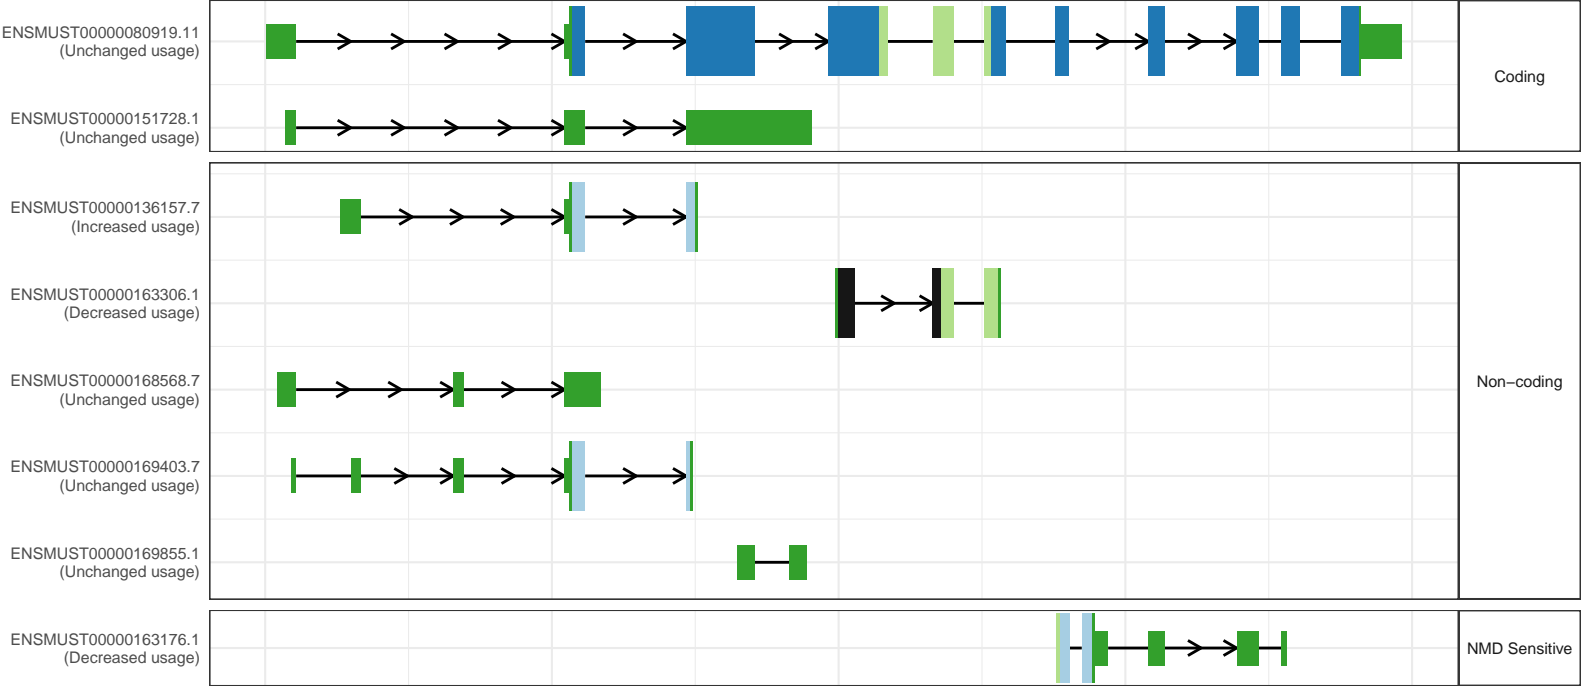 ENSMUST00000080919.11
(Unchanged usage)
ENSMUST00000151728.1
(Unchanged usage)
Coding
ENSMUST00000136157.7
(Increased usage)
ENSMUST00000163306.1
(Decreased usage)
ENSMUST00000168568.7
(Unchanged usage)
ENSMUST00000169403.7
(Unchanged usage)
ENSMUST00000169855.1
(Unchanged usage)
Non−coding
ENSMUST00000163176.1
(Decreased usage)
NMD Sensitive